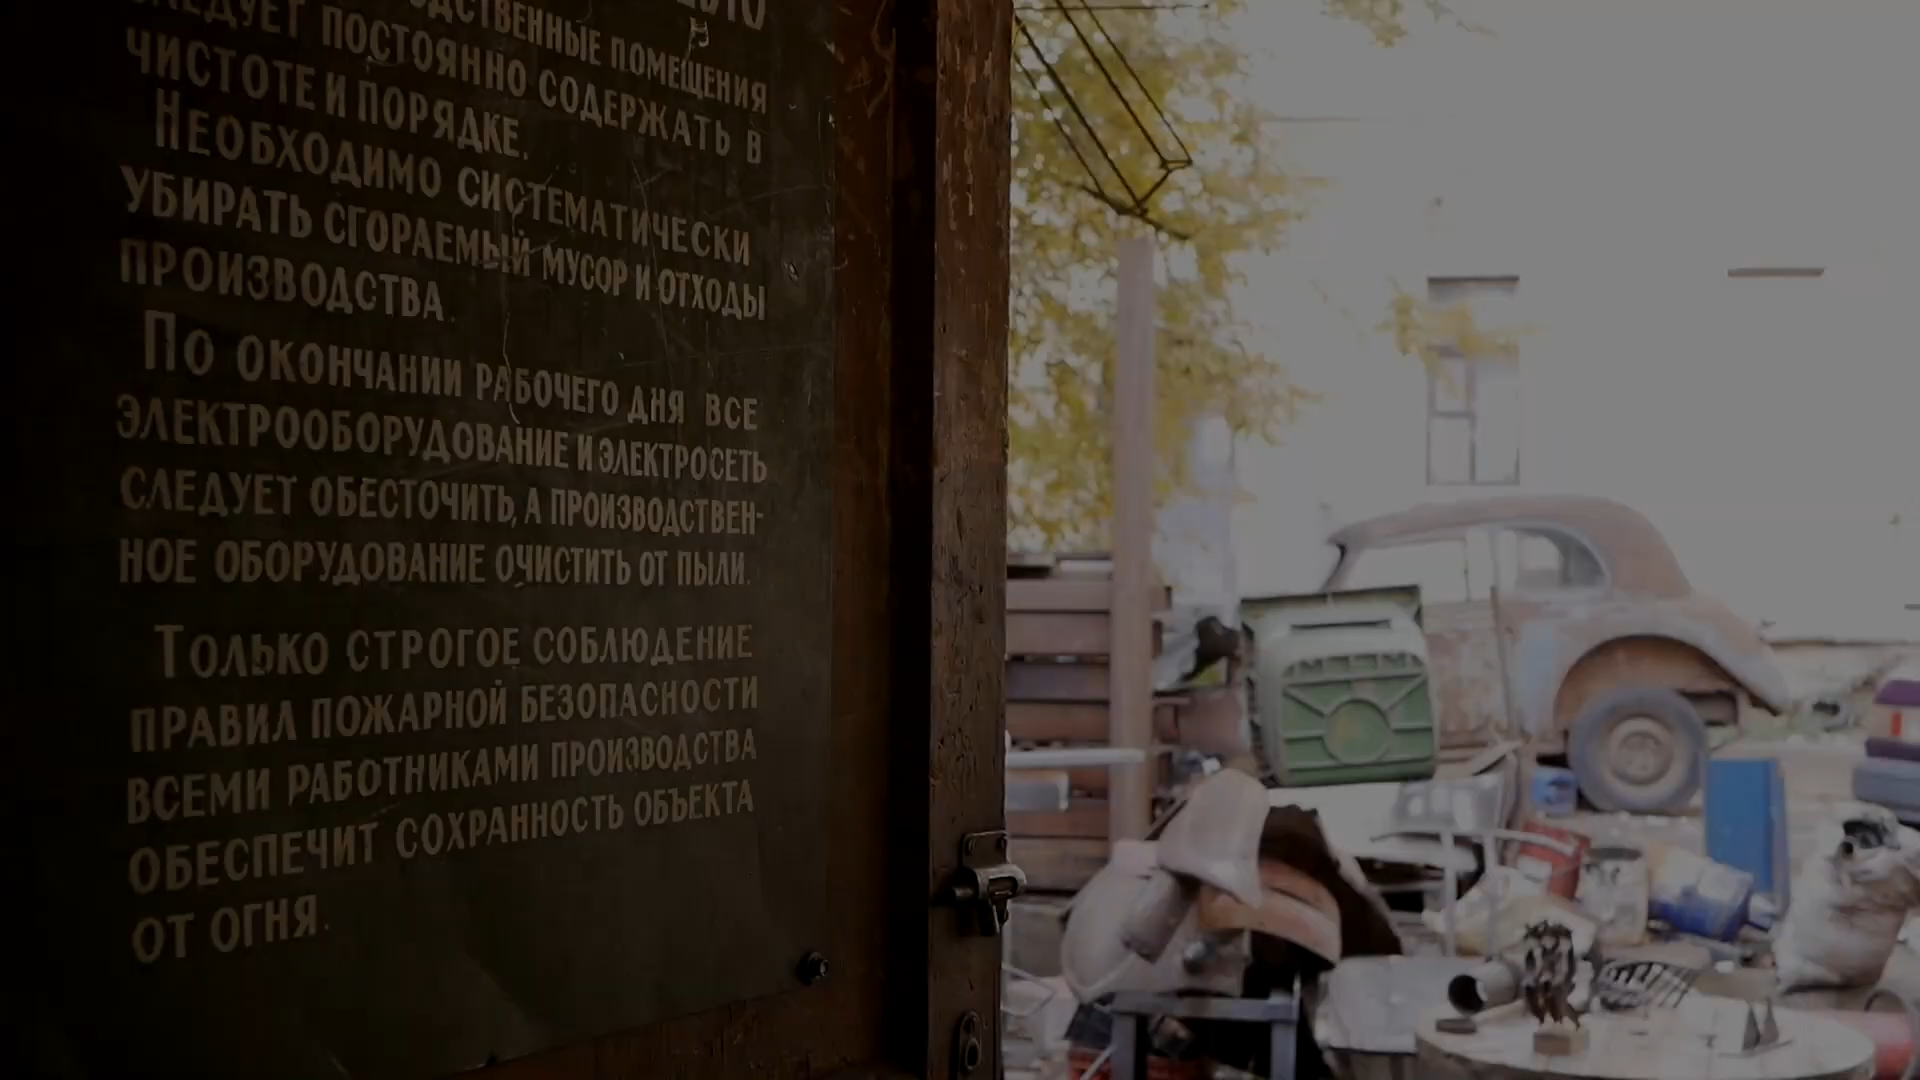 СЛЕДУЕТ ПОСТОЯННО СОДЕРЖАТЬ В
ЧИСТОТЕ И ПОРЯДКЕ.
НЕОБХОДИМО СИСТЕМАТИЧЕСКИ
УБИРАТЬ СГОРАЕМЫЙ МУСОР И ОТХОДЫ
ПРОИЗВОДСТВА.
ПО ОКОНЧАНИИ РАБОЧЕГО ДНЯ ВСЕ
ЭЛЕКТРООБОРУДОВАНИЕ И ЭЛЕКТРОСЕТЬ
СЛЕДУЕТ ОБЕСТОЧИТЬ, А ПРОИЗВОДСТВЕН-
НОЕ ОБОРУДОВАНИЕ ОЧИСТИТЬ ОТ ПЫЛИ.
ТОЛЬКО СТРОГОЕ СОБЛЮДЕНИЕ
ПРАВИЛ ПОЖАРНОЙ БЕЗОПАСНОСТИ
ВСЕМИ РАБОТНИКАМИ ПРОИЗВОДСТВА
ОБЕСПЕЧИТ СОХРАННОСТЬ ОБЪЕКТА
ОТ ОГНЯ.